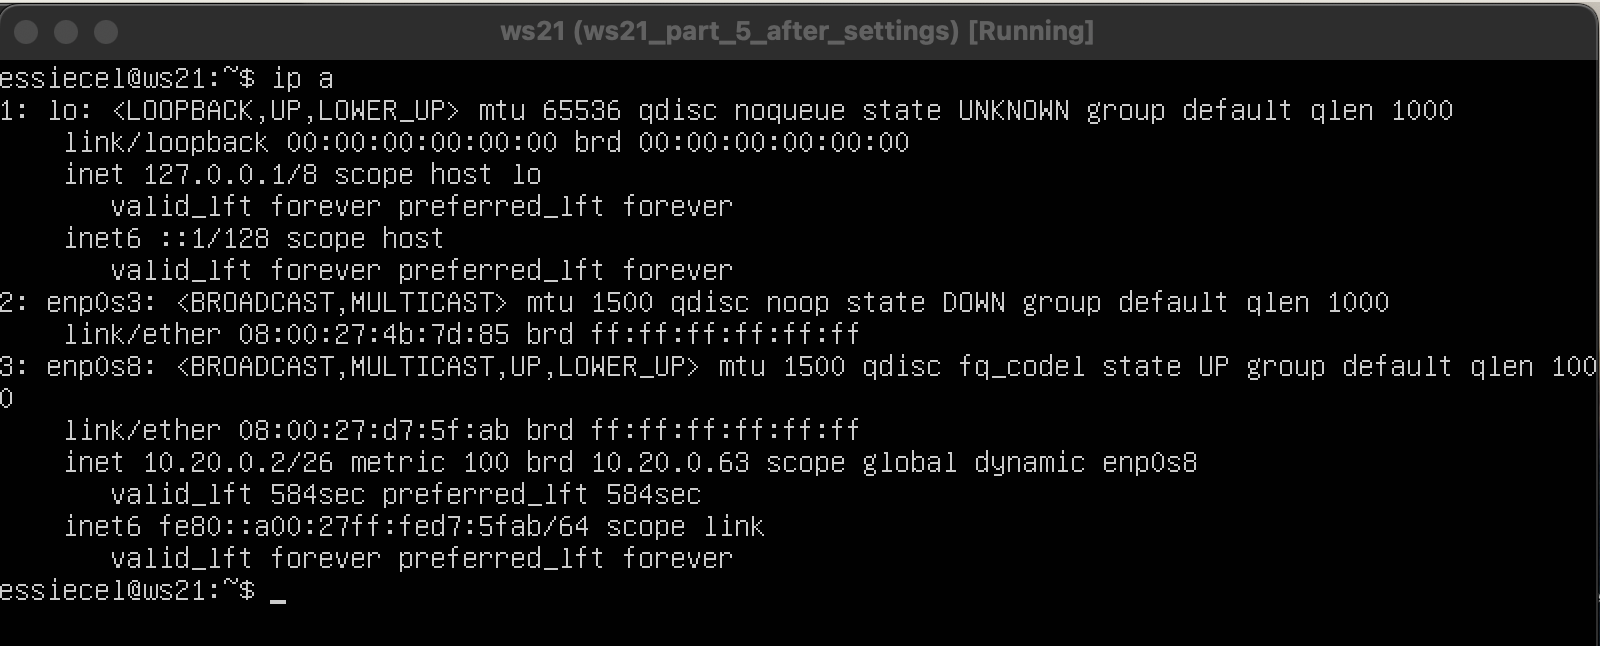 ws21 (ws21_part_5_after_settings) [Running]
essiecel@ws21:~$ ip a
1: lo: <LOOPBACK,UP,LOWER_UP> mtu 65536 qdisc noqueue state UNKNOWN group default qlen 1000
    link/loopback 00:00:00:00:00:00 brd 00:00:00:00:00:00
    inet 127.0.0.1/8 scope host lo
       valid_lft forever preferred_lft forever
    inet6 ::1/128 scope host
       valid_lft forever preferred_lft forever
2: enp0s3: <BROADCAST,MULTICAST> mtu 1500 qdisc noop state DOWN group default qlen 1000
    link/ether 08:00:27:4b:7d:85 brd ff:ff:ff:ff:ff:ff
3: enp0s8: <BROADCAST,MULTICAST,UP,LOWER_UP> mtu 1500 qdisc fq_codel state UP group default qlen 100
0
    link/ether 08:00:27:d7:5f:ab brd ff:ff:ff:ff:ff:ff
    inet 10.20.0.2/26 metric 100 brd 10.20.0.63 scope global dynamic enp0s8
       valid_lft 584sec preferred_lft 584sec
    inet6 fe80::a00:27ff:fed7:5fab/64 scope link
       valid_lft forever preferred_lft forever
essiecel@ws21:~$ _